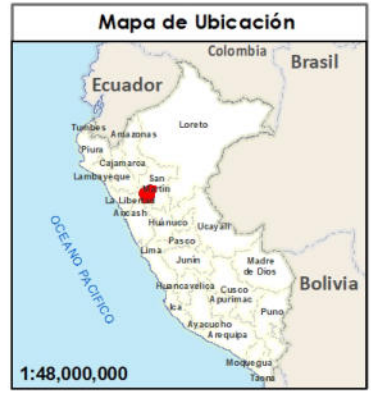 Mapa de Ubicación
Colombia
Brasil
Ecuador
Loreto
Tumbes
Amazonas
Piura
Cajamarca
Lambayeque
San
Martin
La Libertad
Ancash
Huánuco
Ucayali
Pasco
Lima
Junín
Madre
de Dios
Huancavelica
Cusco
Apurimac
Bolivia
Ica
Puno
Ayacucho
Arequipa
Moquegua
Tacna
OCEANO PACIFICO
1:48,000,000